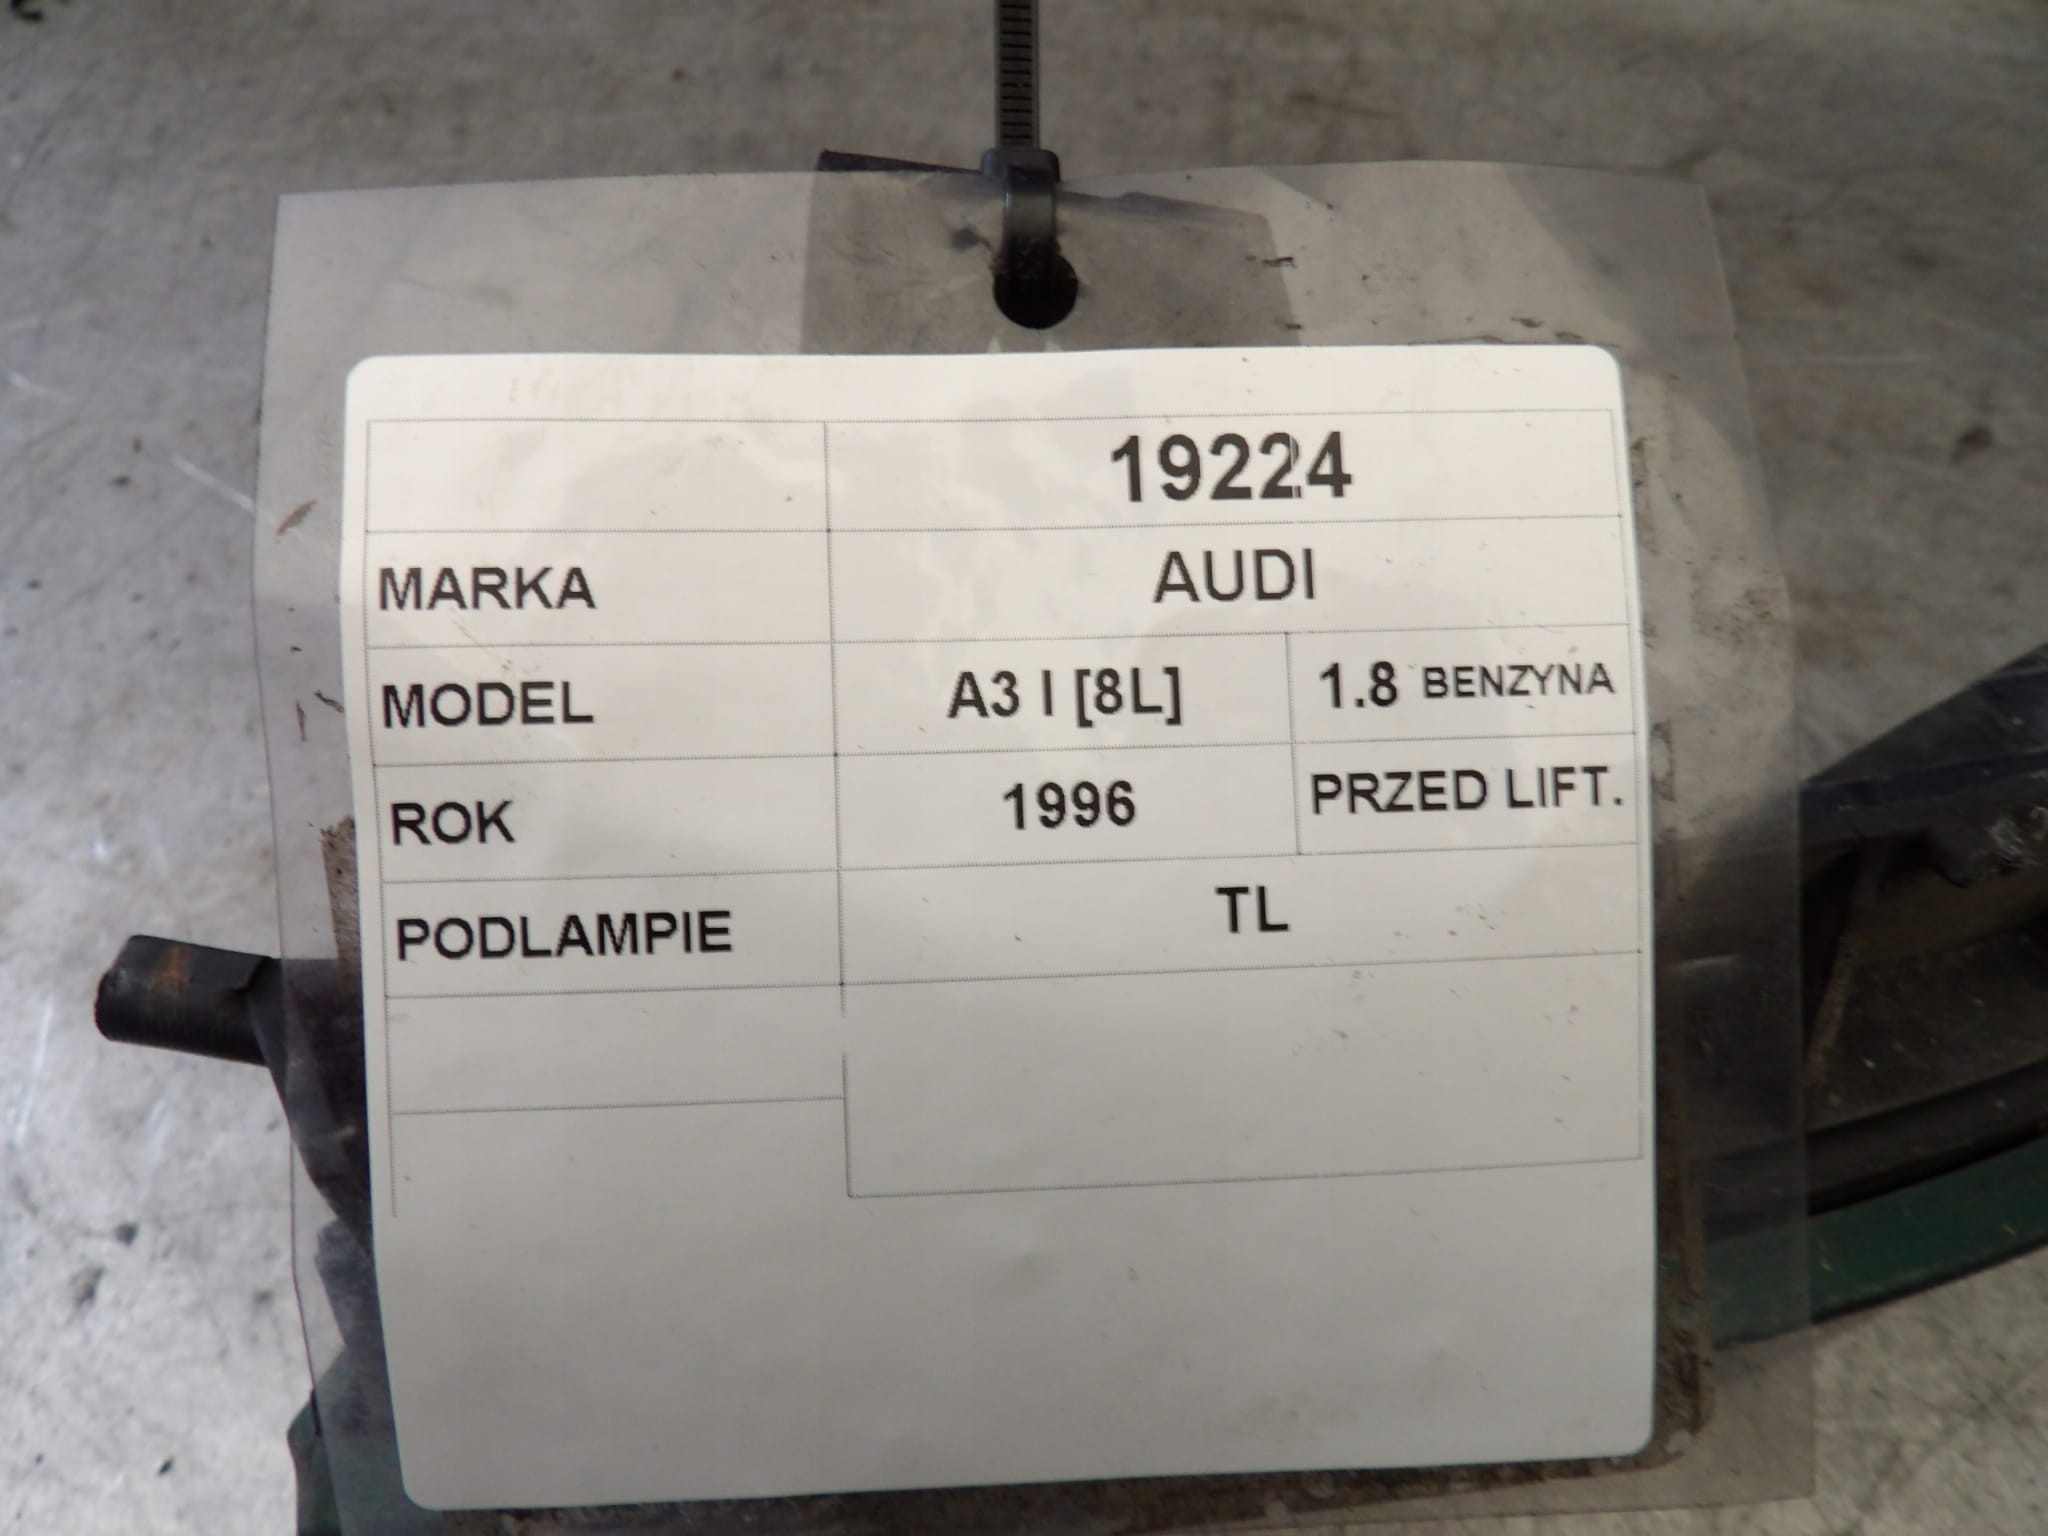 19224
MARKA AUDI
MODEL A3 I [8L] 1.8 BENZYNA
ROK 1996 PRZED LIFT.
PODLAMPIE TL